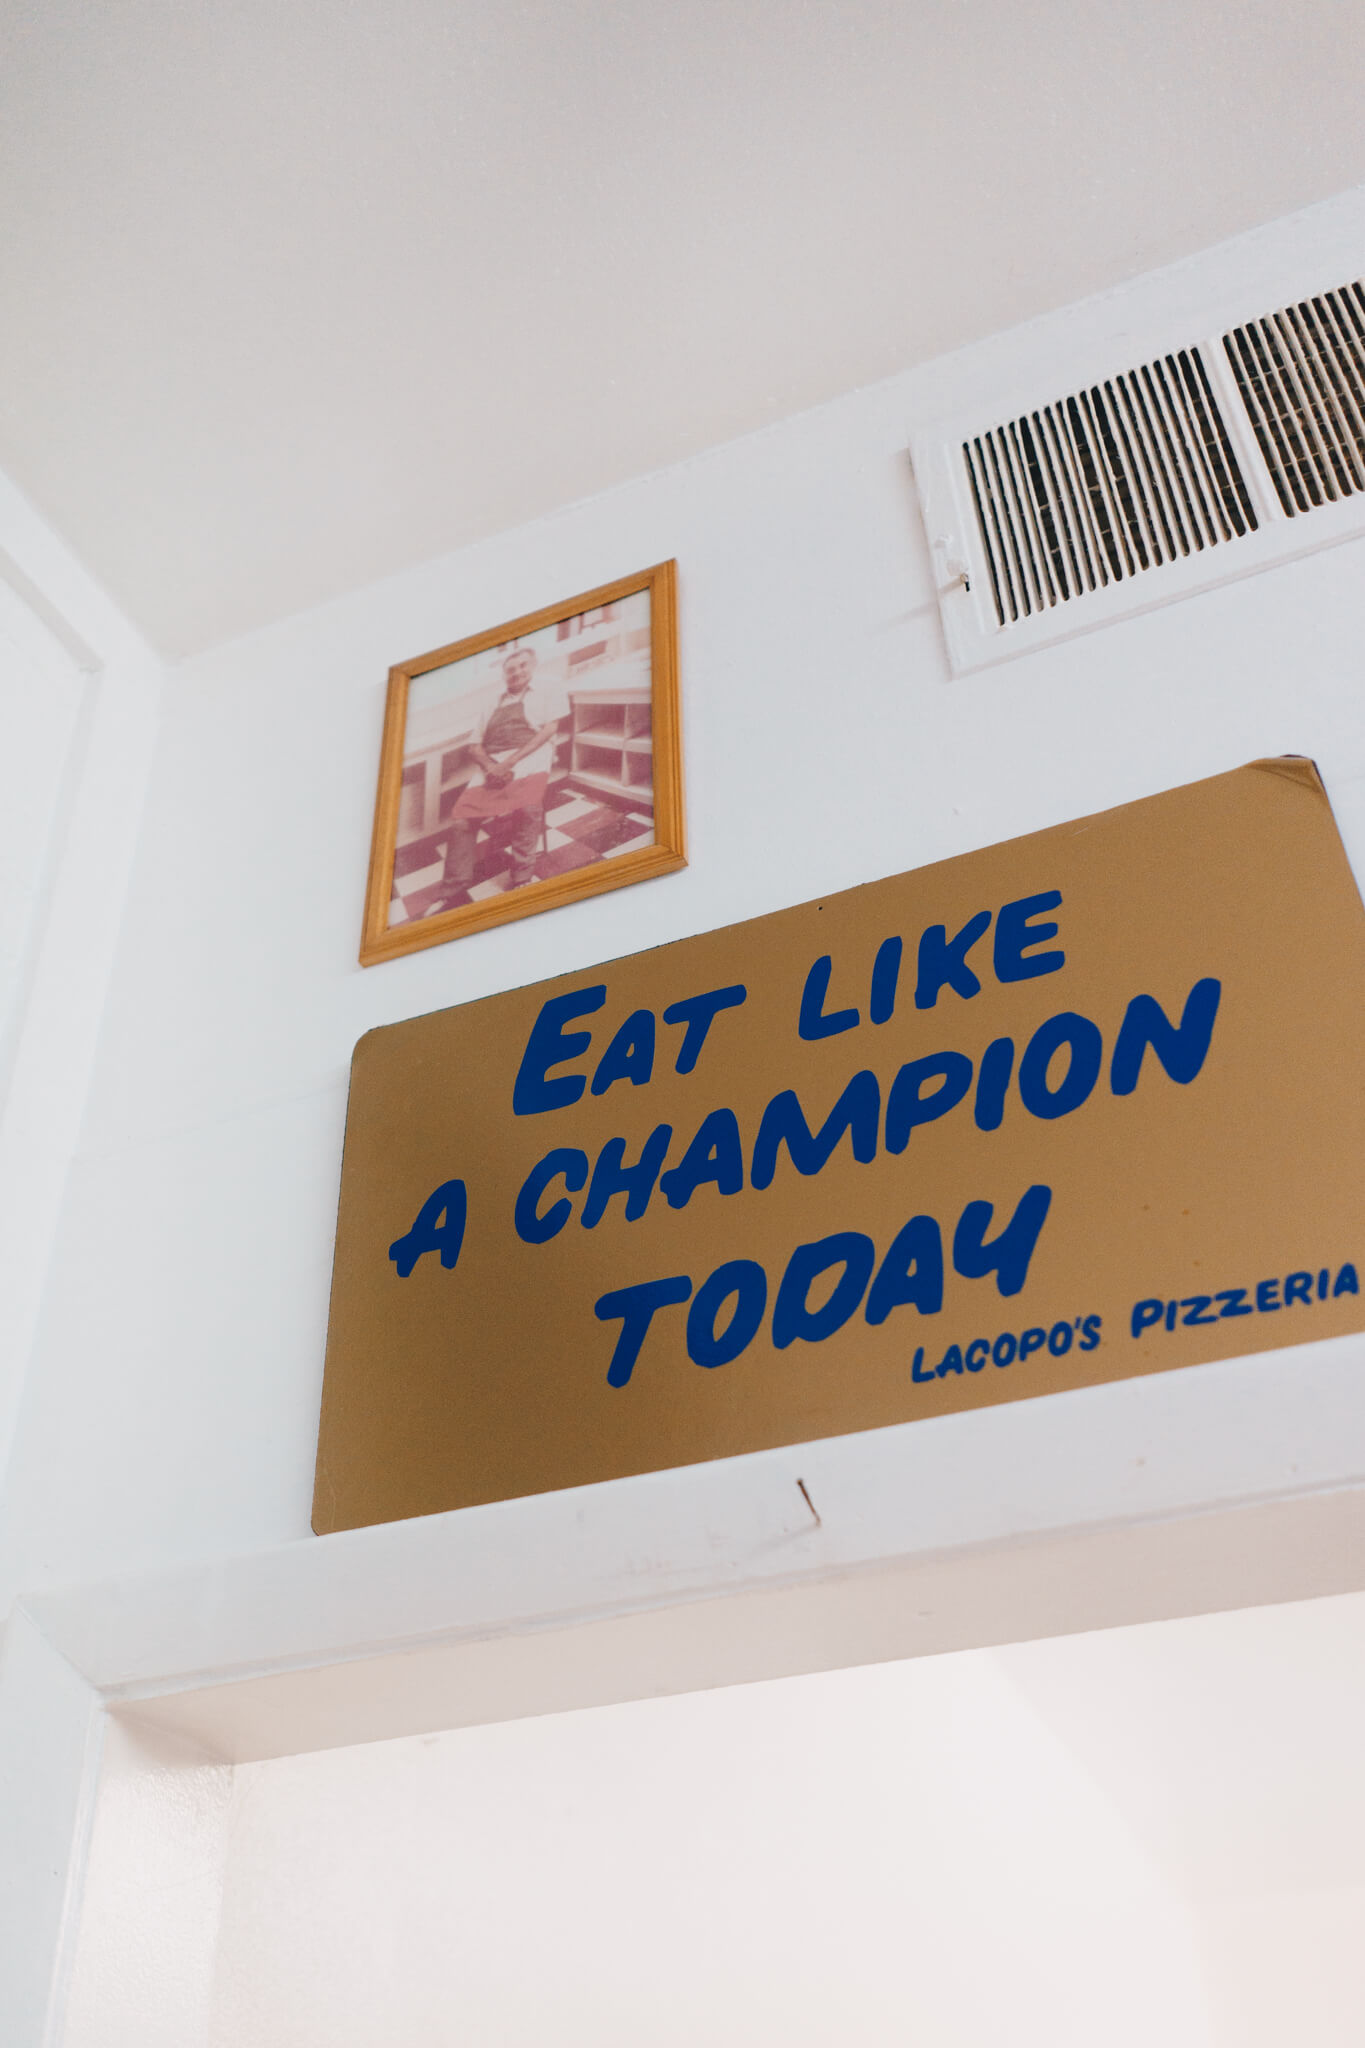 EAT LIKE
A CHAMPION
TODAY
LACOPO'S PIZZERIA